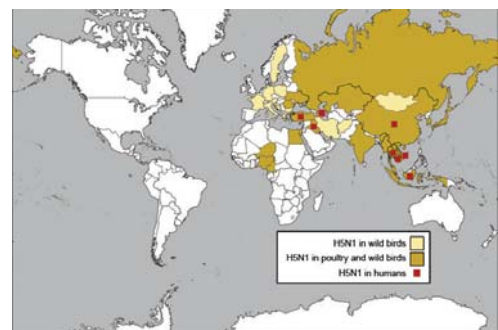 H5N1 in wild birds
H5N1 in poultry and wild birds
H5N1 in humans